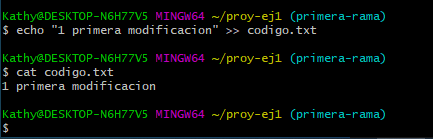 Kathy@DESKTOP-N6H77V5 MINGW64 ~/proy-ej1 (primera-rama)
$ echo "1 primera modificacion" >> codigo.txt
Kathy@DESKTOP-N6H77V5 MINGW64 ~/proy-ej1 (primera-rama)
$ cat codigo.txt
1 primera modificacion
Kathy@DESKTOP-N6H77V5 MINGW64 ~/proy-ej1 (primera-rama)
$